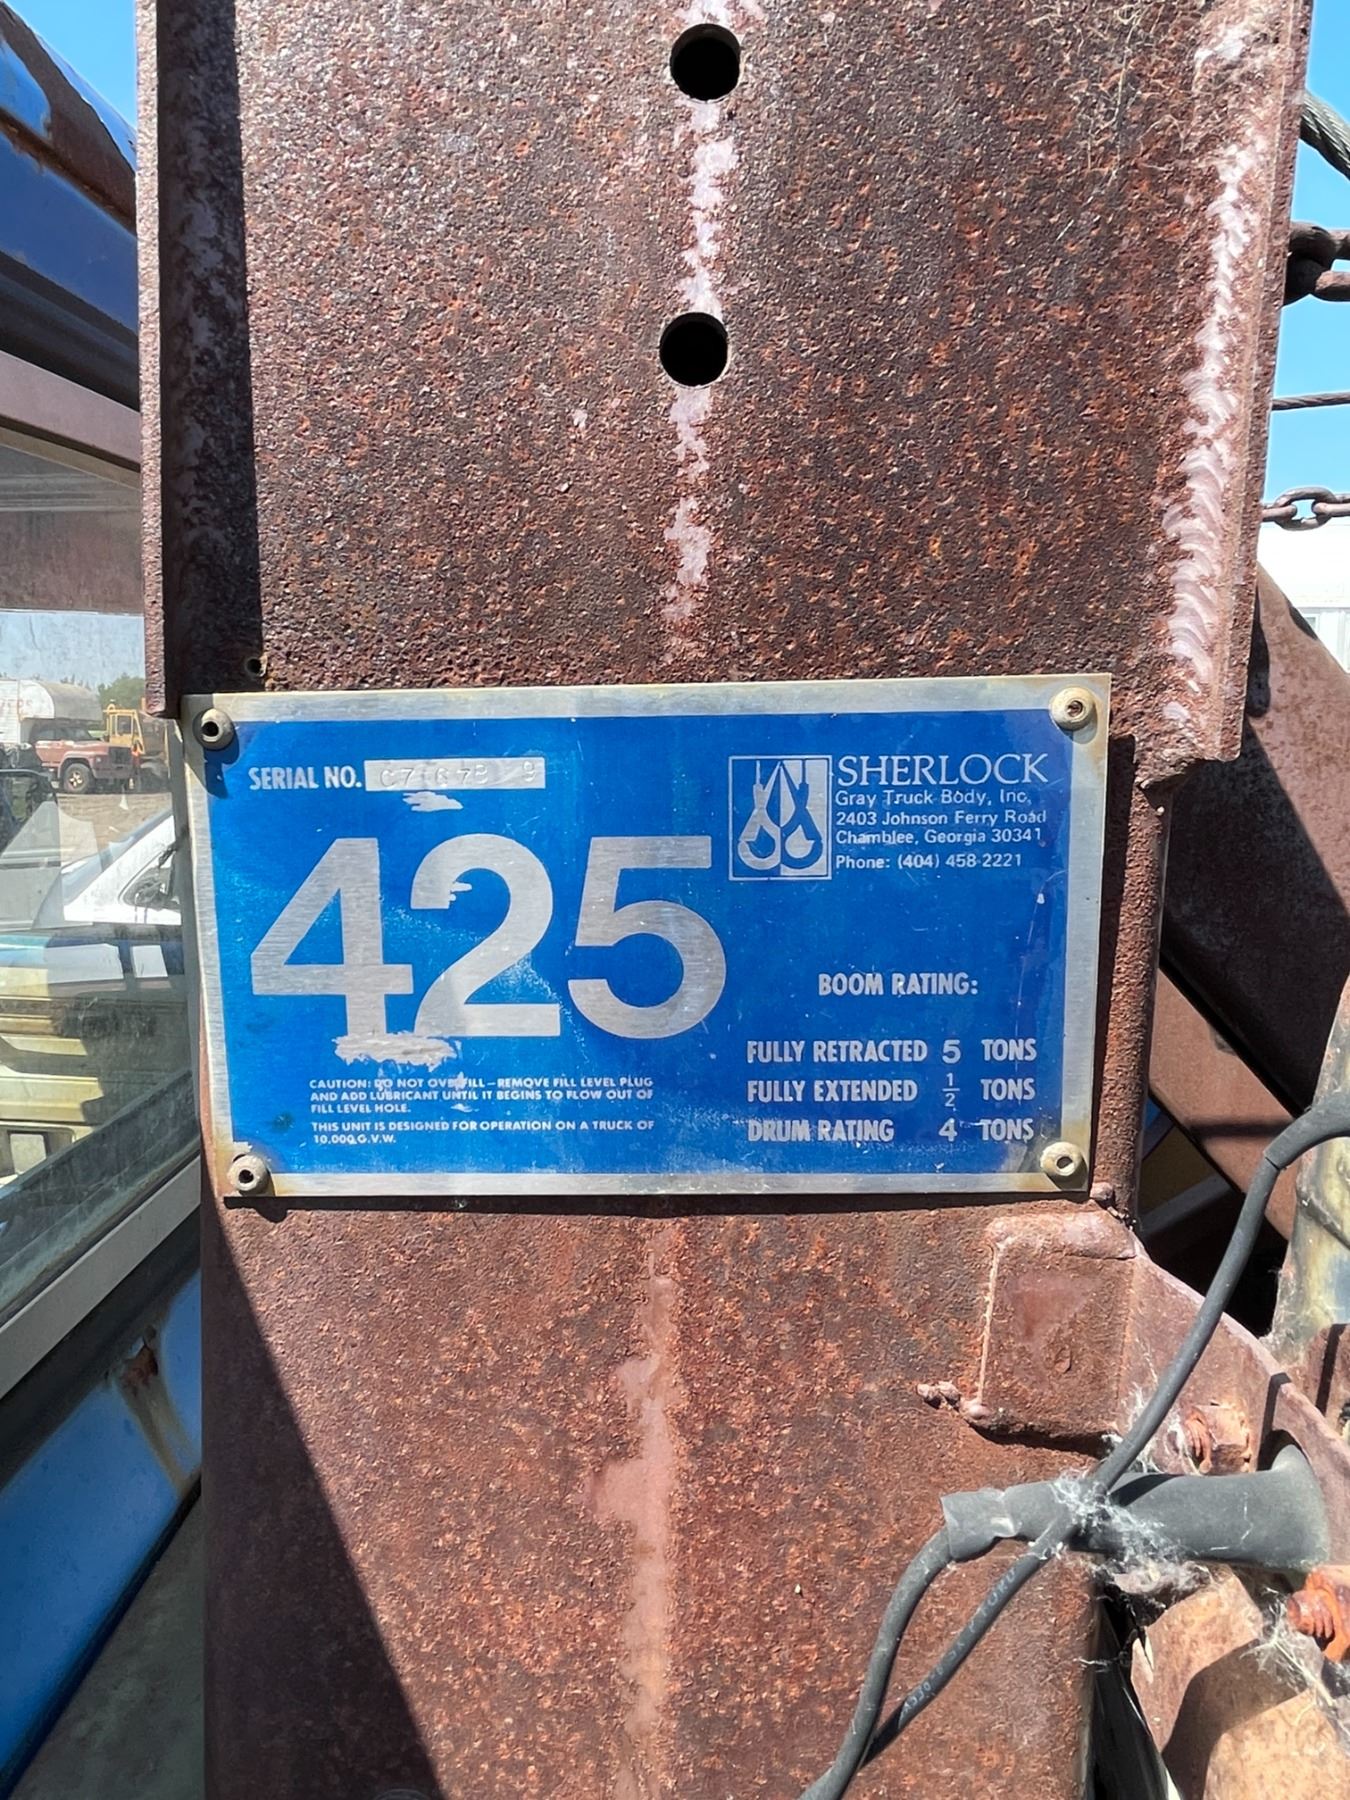 SERIAL NO.
SHERLOCK
Gray Truck Body, Inc.
2403 Johnson Ferry Road
Chamblee, Georgia 30341
Phone: (404) 458-2221
425
BOOM RATING:
FULLY RETRACTED 5 TONS
FULLY EXTENDED 1/2 TONS
DRUM RATING 4 TONS
CAUTION: DO NOT OVERFILL – REMOVE FILL LEVEL PLUG
AND ADD LUBRICANT UNTIL IT BEGINS TO FLOW OUT OF
FILL LEVEL HOLE.
THIS UNIT IS DESIGNED FOR OPERATION ON A TRUCK OF
10,000 G.V.W.